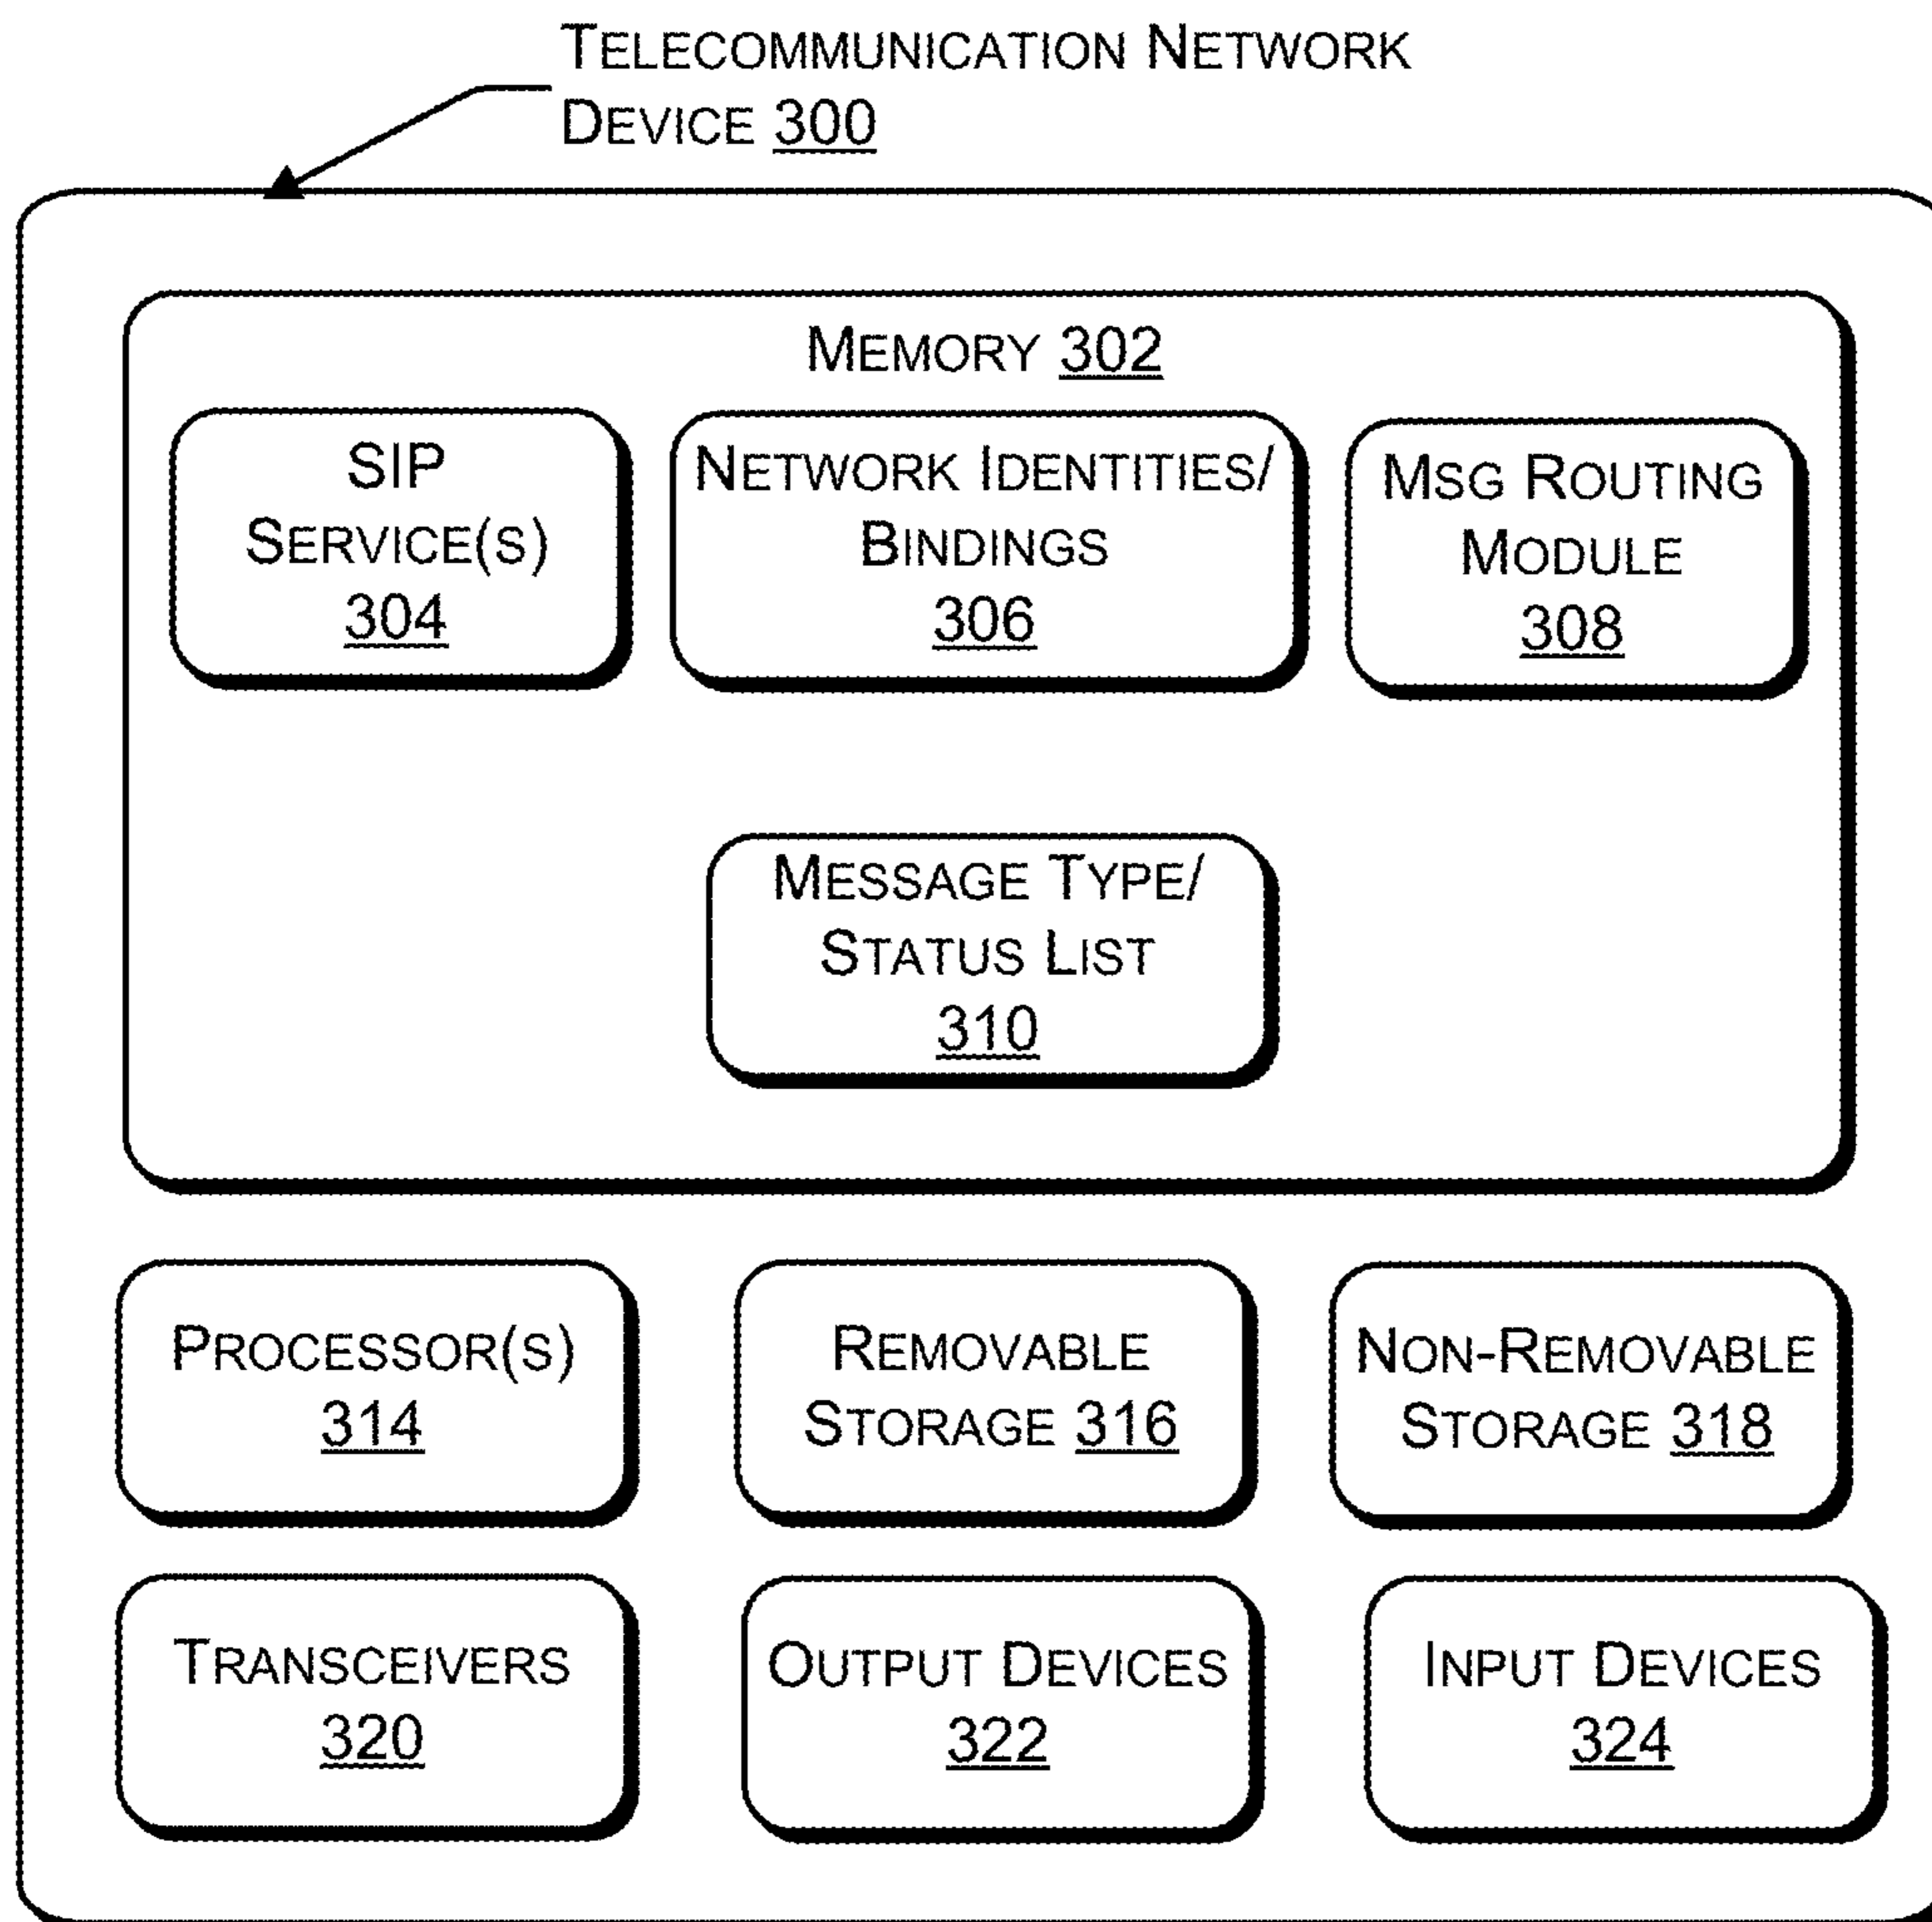 TELECOMMUNICATION NETWORK
DEVICE 300
MEMORY 302
SIP
SERVICE(S)
304
NETWORK IDENTITIES/
BINDINGS
306
MSG ROUTING
MODULE
308
MESSAGE TYPE/
STATUS LIST
310
PROCESSOR(S)
314
REMOVABLE
STORAGE 316
NON-REMOVABLE
STORAGE 318
TRANSCEIVERS
320
OUTPUT DEVICES
322
INPUT DEVICES
324